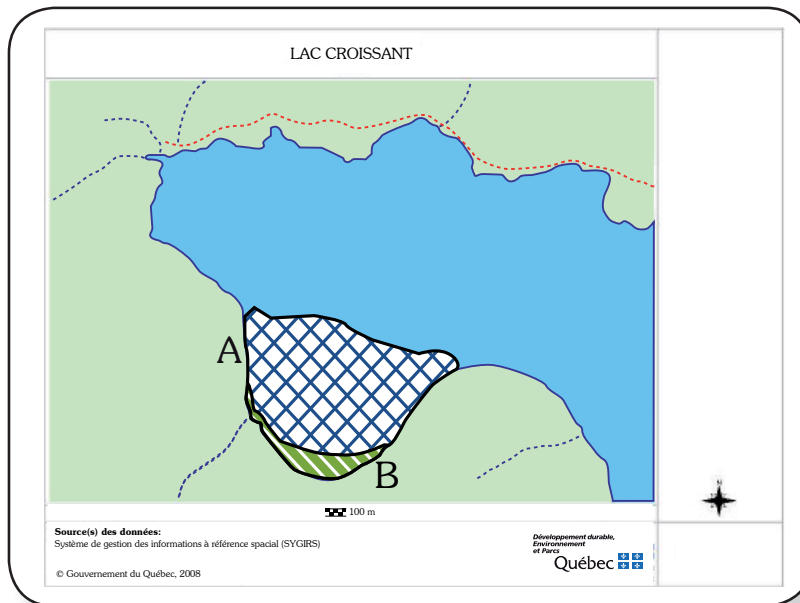 LAC CROISSANT
A
B
N
100 m
Source(s) des données:
Système de gestion des informations à référence spacial (SYGIRS)
© Gouvernement du Québec, 2008
Développement durable,
Environnement
et Parcs
Québec